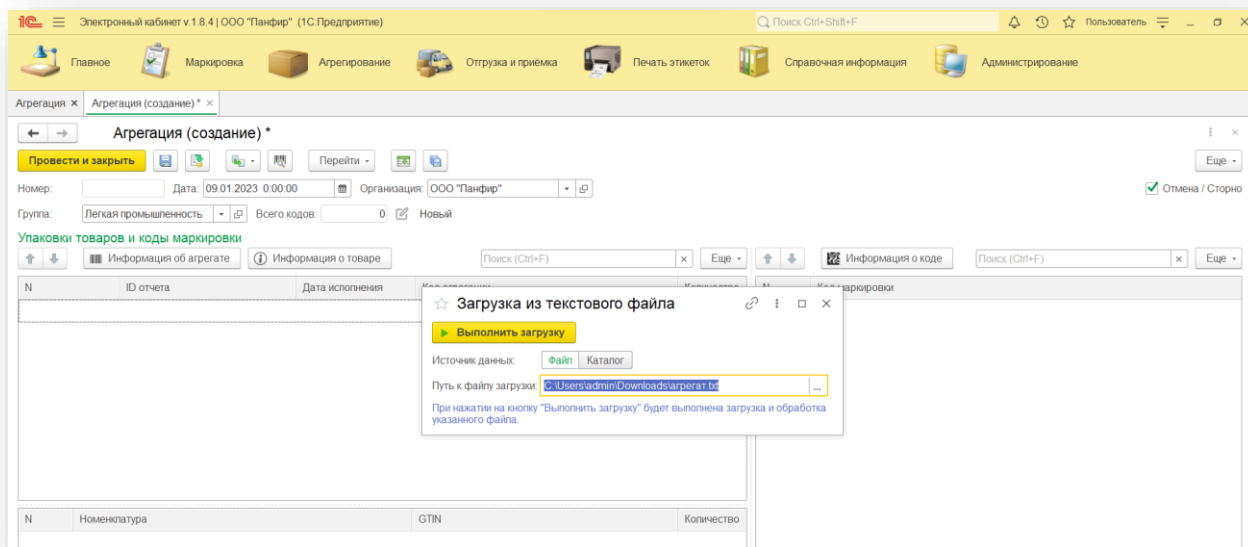 Электронный кабинет v.1.8.4 | ООО "Панфир" (1С:Предприятие) Поиск Ctrl+Shift+F Пользователь
Главное Маркировка Агрегирование Отгрузка и приёмка Печать этикеток Справочная информация Администрирование
Агрегация × Агрегация (создание) * ×
Агрегация (создание) *
Провести и закрыть Перейти Еще
Номер: Дата: 09.01.2023 0:00:00 Организация: ООО "Панфир" Отмена / Сторно
Группа: Легкая промышленность Всего кодов: 0 Новый
Упаковки товаров и коды маркировки
Информация об агрегате Информация о товаре Поиск (Ctrl+F) × Еще Информация о коде Поиск (Ctrl+F) × Еще
N ID отчета Дата исполнения Код агрегации Количество N Код маркировки
Загрузка из текстового файла
Выполнить загрузку
Источник данных: Файл Каталог
Путь к файлу загрузки: C:\Users\admin\Downloads\агрегат.txt ...
При нажатии на кнопку "Выполнить загрузку" будет выполнена загрузка и обработка
указанного файла.
N Номенклатура GTIN Количество